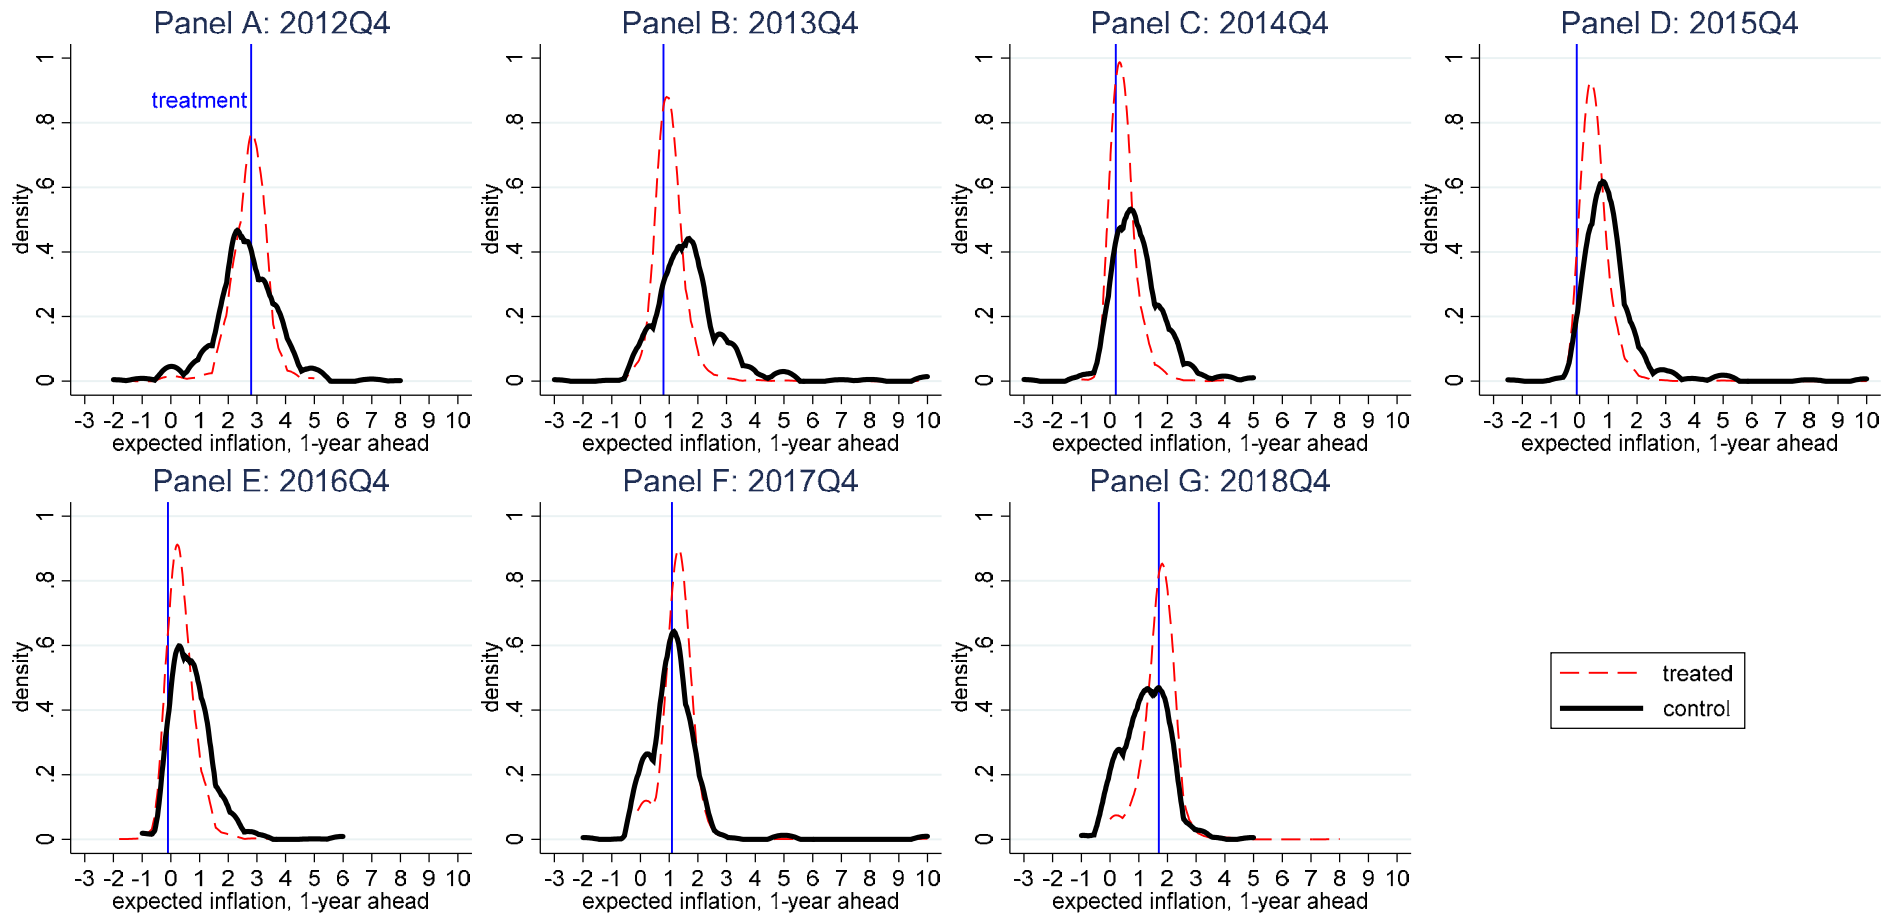 Panel A: 2012Q4
Panel B: 2013Q4
Panel C: 2014Q4
Panel D: 2015Q4
treatment
density
0 .2 .4 .6 .8 1
-3 -2 -1 0 1 2 3 4 5 6 7 8 9 10
expected inflation, 1-year ahead
density
0 .2 .4 .6 .8 1
-3 -2 -1 0 1 2 3 4 5 6 7 8 9 10
expected inflation, 1-year ahead
density
0 .2 .4 .6 .8 1
-3 -2 -1 0 1 2 3 4 5 6 7 8 9 10
expected inflation, 1-year ahead
density
0 .2 .4 .6 .8 1
-3 -2 -1 0 1 2 3 4 5 6 7 8 9 10
expected inflation, 1-year ahead
Panel E: 2016Q4
Panel F: 2017Q4
Panel G: 2018Q4
density
0 .2 .4 .6 .8 1
-3 -2 -1 0 1 2 3 4 5 6 7 8 9 10
expected inflation, 1-year ahead
density
0 .2 .4 .6 .8 1
-3 -2 -1 0 1 2 3 4 5 6 7 8 9 10
expected inflation, 1-year ahead
density
0 .2 .4 .6 .8 1
-3 -2 -1 0 1 2 3 4 5 6 7 8 9 10
expected inflation, 1-year ahead
treated
control